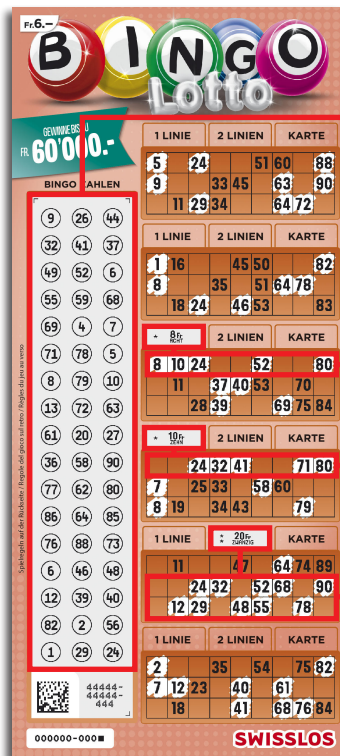 Fr.6.–
BINGO
Lotto
GEWINNE BIS ZU
FR. 60'000.-
BINGO ZAHLEN
9 26 44
32 41 37
49 52 6
55 59 68
69 4 7
71 78 5
8 79 10
13 72 63
61 20 27
36 58 90
77 62 80
86 64 85
76 88 73
6 46 48
12 39 40
82 2 56
1 29 24
Spielregeln auf der Rückseite / Regole del gioco sul retro / Règles du jeu au verso
44444-
44444-
444
000000-000
1 LINIE 2 LINIEN KARTE
5 24 51 60 88
9 33 45 63 90
11 29 34 64 72
1 LINIE 2 LINIEN KARTE
1 16 45 50 82
8 35 51 64 78
18 24 46 53 83
* 8Fr ACHT 2 LINIEN KARTE
8 10 24 52 80
11 37 40 53 70
28 39 69 75 84
* 10Fr ZEHN 2 LINIEN KARTE
24 32 41 71 80
7 25 33 58 60
8 19 34 43 79
1 LINIE * * 20Fr ZWANZIG KARTE
11 47 64 74 89
24 32 52 68 90
12 29 48 55 78
1 LINIE 2 LINIEN KARTE
2 35 54 75 82
7 12 23 40 61
18 41 68 76 84
SWISSLOS